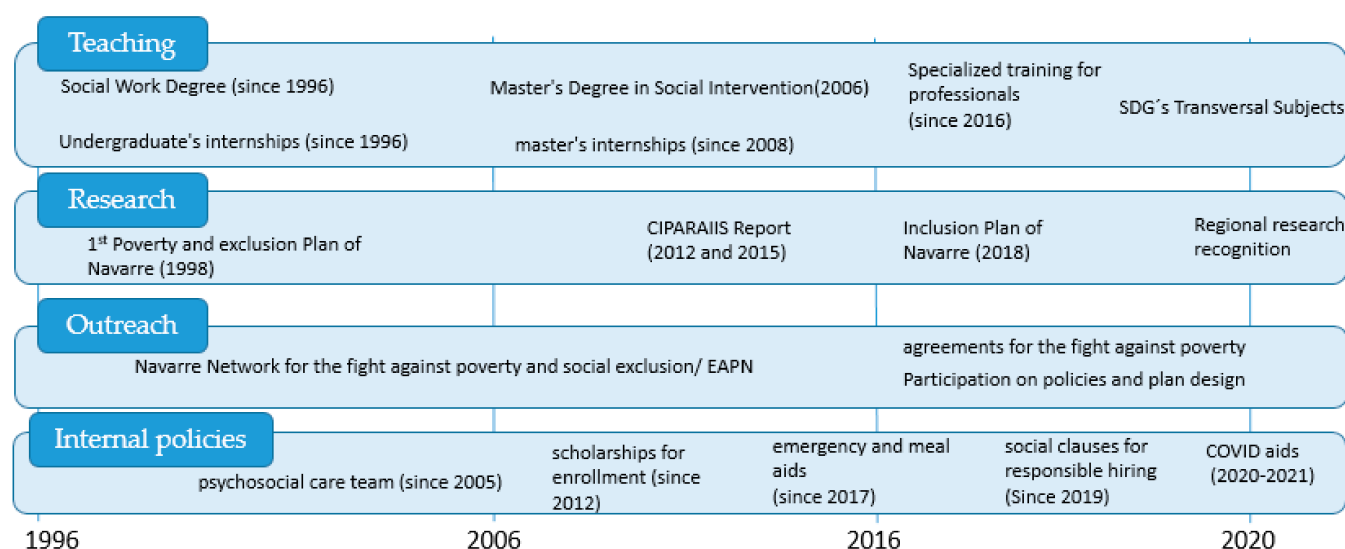 Teaching
Social Work Degree (since 1996)
Undergraduate's internships (since 1996)
Master's Degree in Social Intervention(2006)
master's internships (since 2008)
Specialized training for
professionals
(since 2016)
SDG´s Transversal Subjects
Research
1st Poverty and exclusion Plan of
Navarre (1998)
CIPARAIIS Report
(2012 and 2015)
Inclusion Plan of
Navarre (2018)
Regional research
recognition
Outreach
Navarre Network for the fight against poverty and social exclusion/ EAPN
agreements for the fight against poverty
Participation on policies and plan design
Internal policies
psychosocial care team (since 2005)
scholarships for
enrollment (since
2012)
emergency and meal
aids
(since 2017)
social clauses for
responsible hiring
(Since 2019)
COVID aids
(2020-2021)
1996
2006
2016
2020